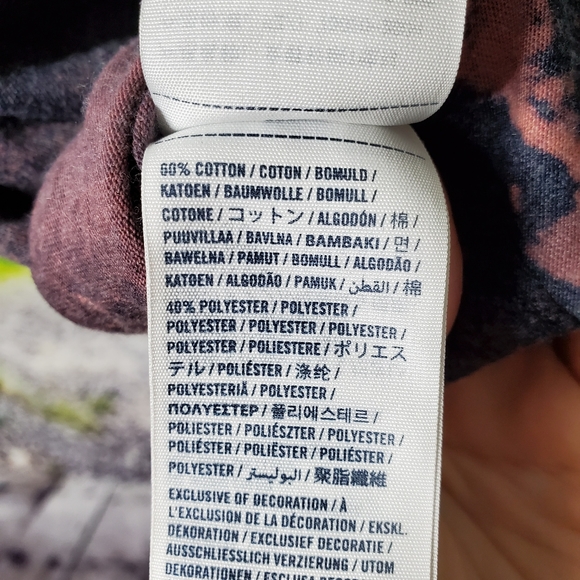 60% COTTON / COTON / BOMULD /
KATOEN / BAUMWOLLE / BOMULL /
COTONE / コットン / ALGODÓN / 棉 /
PUUVILLAA / BAVLNA / BAMBAKI / 면 /
BAWEŁNA / PAMUT / BOMULL / ALGODÃO /
KATOEN / ALGODÃO / PAMUK / القطن / 棉
40% POLYESTER / POLYESTER /
POLYESTER / POLYESTER / POLYESTER /
POLYESTER / POLIESTERE / ポリエス
テル / POLIÉSTER / 涤纶 /
POLYESTERIÄ / POLYESTER /
ΠΟΛΥΕΣΤΕΡ / 폴리에스테르 /
POLIESTER / POLIÉSZTER / POLYESTER /
POLIÉSTER / POLIÉSTER / POLIÉSTER /
POLYESTER / البوليستر / 聚脂纖維
EXCLUSIVE OF DECORATION / À
L'EXCLUSION DE LA DÉCORATION / EKSKL.
DEKORATION / EXCLUSIEF DECORATIE /
AUSSCHLIESSLICH VERZIERUNG / UTOM
DEKORATIONEN / ESCLUSA